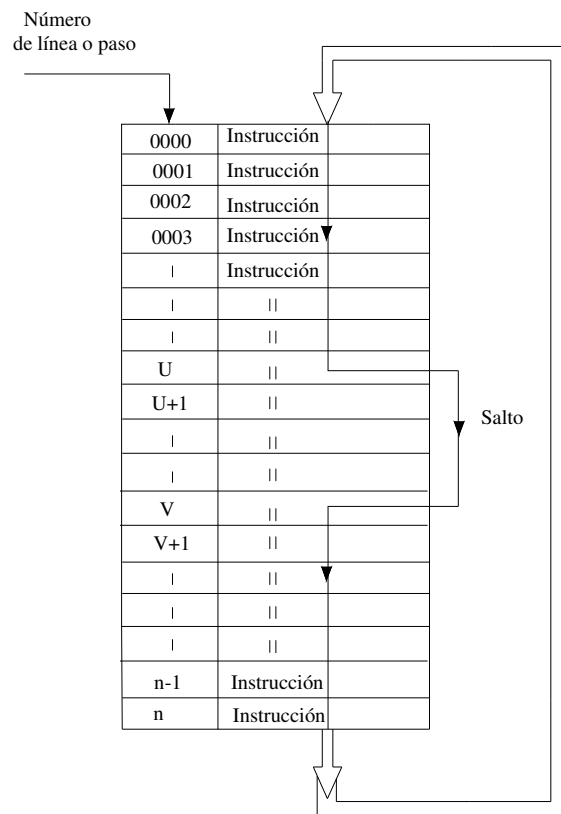 Número
de línea o paso
0000 Instrucción
0001 Instrucción
0002 Instrucción
0003 Instrucción
Instrucción
U
U+1
Salto
V
V+1
n-1 Instrucción
n Instrucción